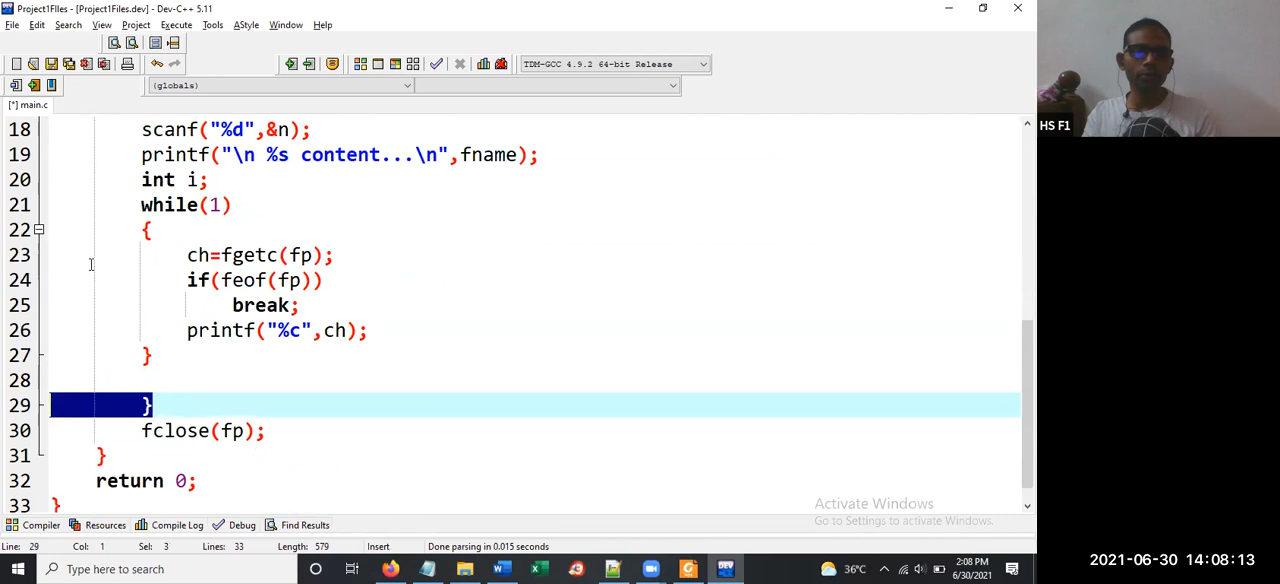 Project1FIles - [Project1Files.dev] - Dev-C++ 5.11
File Edit Search View Project Execute Tools AStyle Window Help
TDM-GCC 4.9.2 64-bit Release
(globals)
[*] main.c
18 scanf("%d",&n);
19 printf("\n %s content...\n",fname);
20 int i;
21 while(1)
22 {
23 ch=fgetc(fp);
24 if(feof(fp))
25 break;
26 printf("%c",ch);
27 }
28
29 }
30 fclose(fp);
31 }
32 return 0;
33 }
HS F1
Activate Windows
Go to Settings to activate Windows.
Compiler Resources Compile Log Debug Find Results
Line: 29 Col: 1 Sel: 3 Lines: 33 Length: 579 Insert Done parsing in 0.015 seconds
Type here to search
DEV
36°C
2:08 PM
6/30/2021
2021-06-30 14:08:13